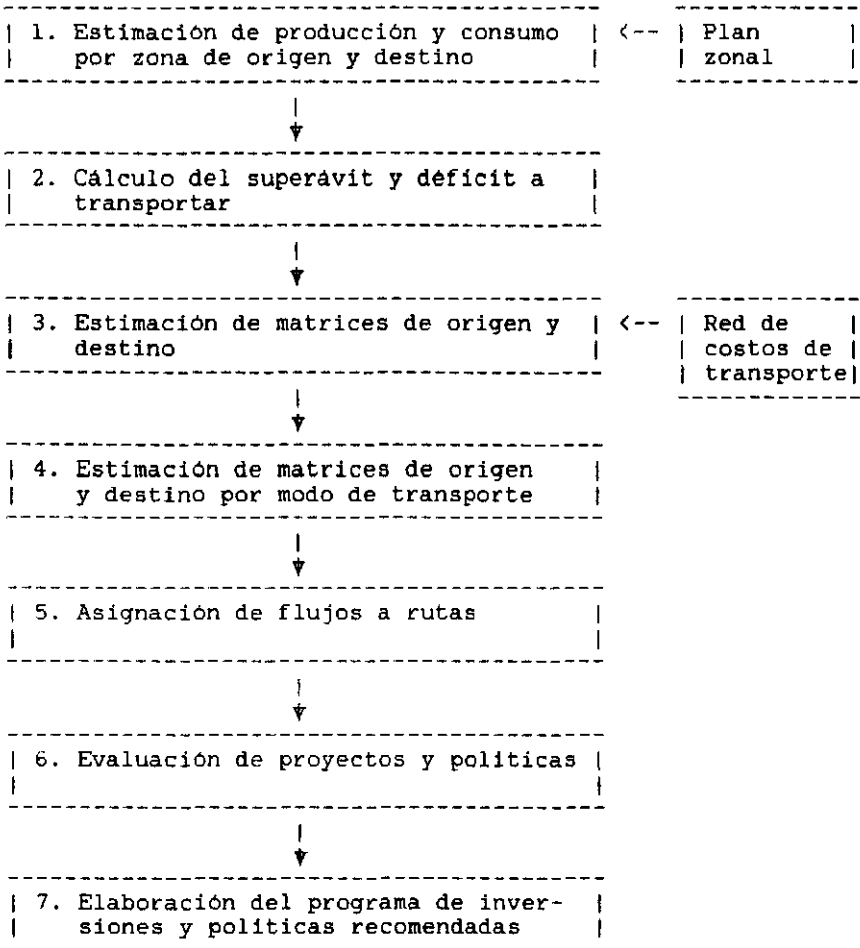 1. Estimación de producción y consumo
por zona de origen y destino
<--
Plan
zonal
2. Cálculo del superávit y déficit a
transportar
3. Estimación de matrices de origen y
destino
<--
Red de
costos de
transporte
4. Estimación de matrices de origen
y destino por modo de transporte
5. Asignación de flujos a rutas
6. Evaluación de proyectos y políticas
7. Elaboración del programa de inver-
siones y políticas recomendadas